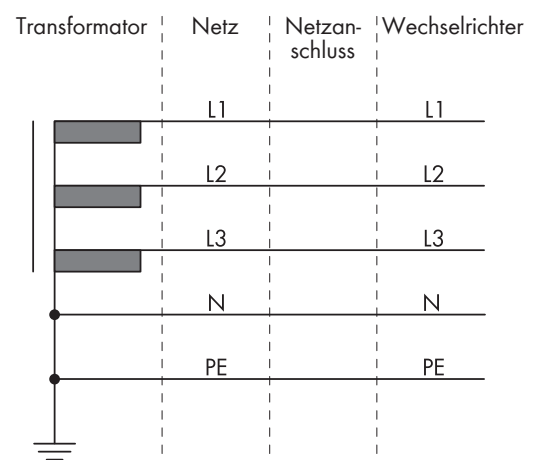 Transformator
Netz
Netzan-
schluss
Wechselrichter
L1
L1
L2
L2
L3
L3
N
N
PE
PE